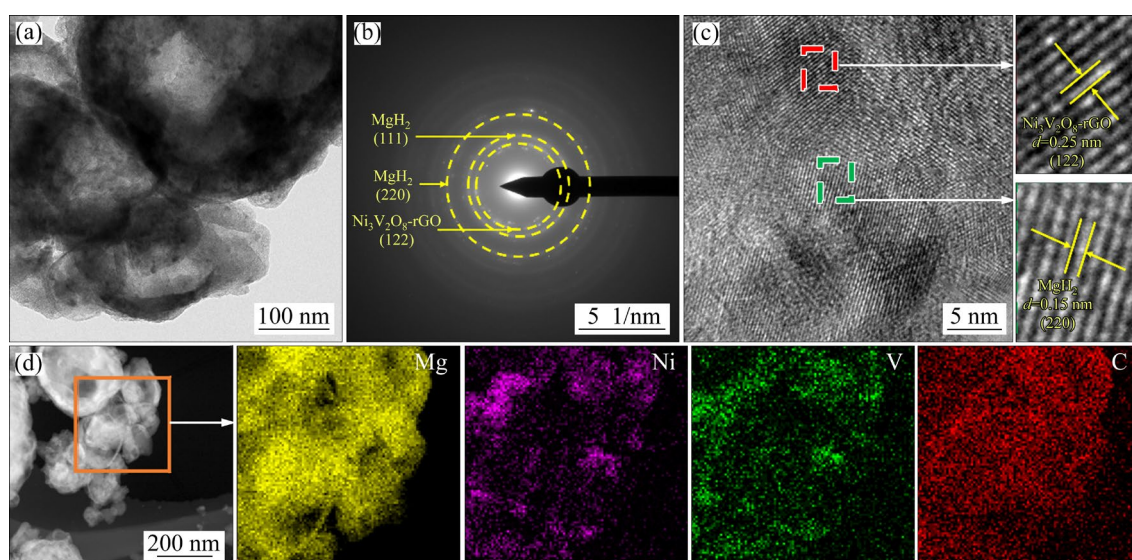 (a)
100 nm
(b)
MgH₂
(111)
MgH₂
(220)
Ni₃V₂O₈-rGO
(122)
5 1/nm
(c)
5 nm
Ni₃V₂O₈-rGO
d=0.25 nm
(122)
MgH₂
d=0.15 nm
(220)
(d)
200 nm
Mg
Ni
V
C